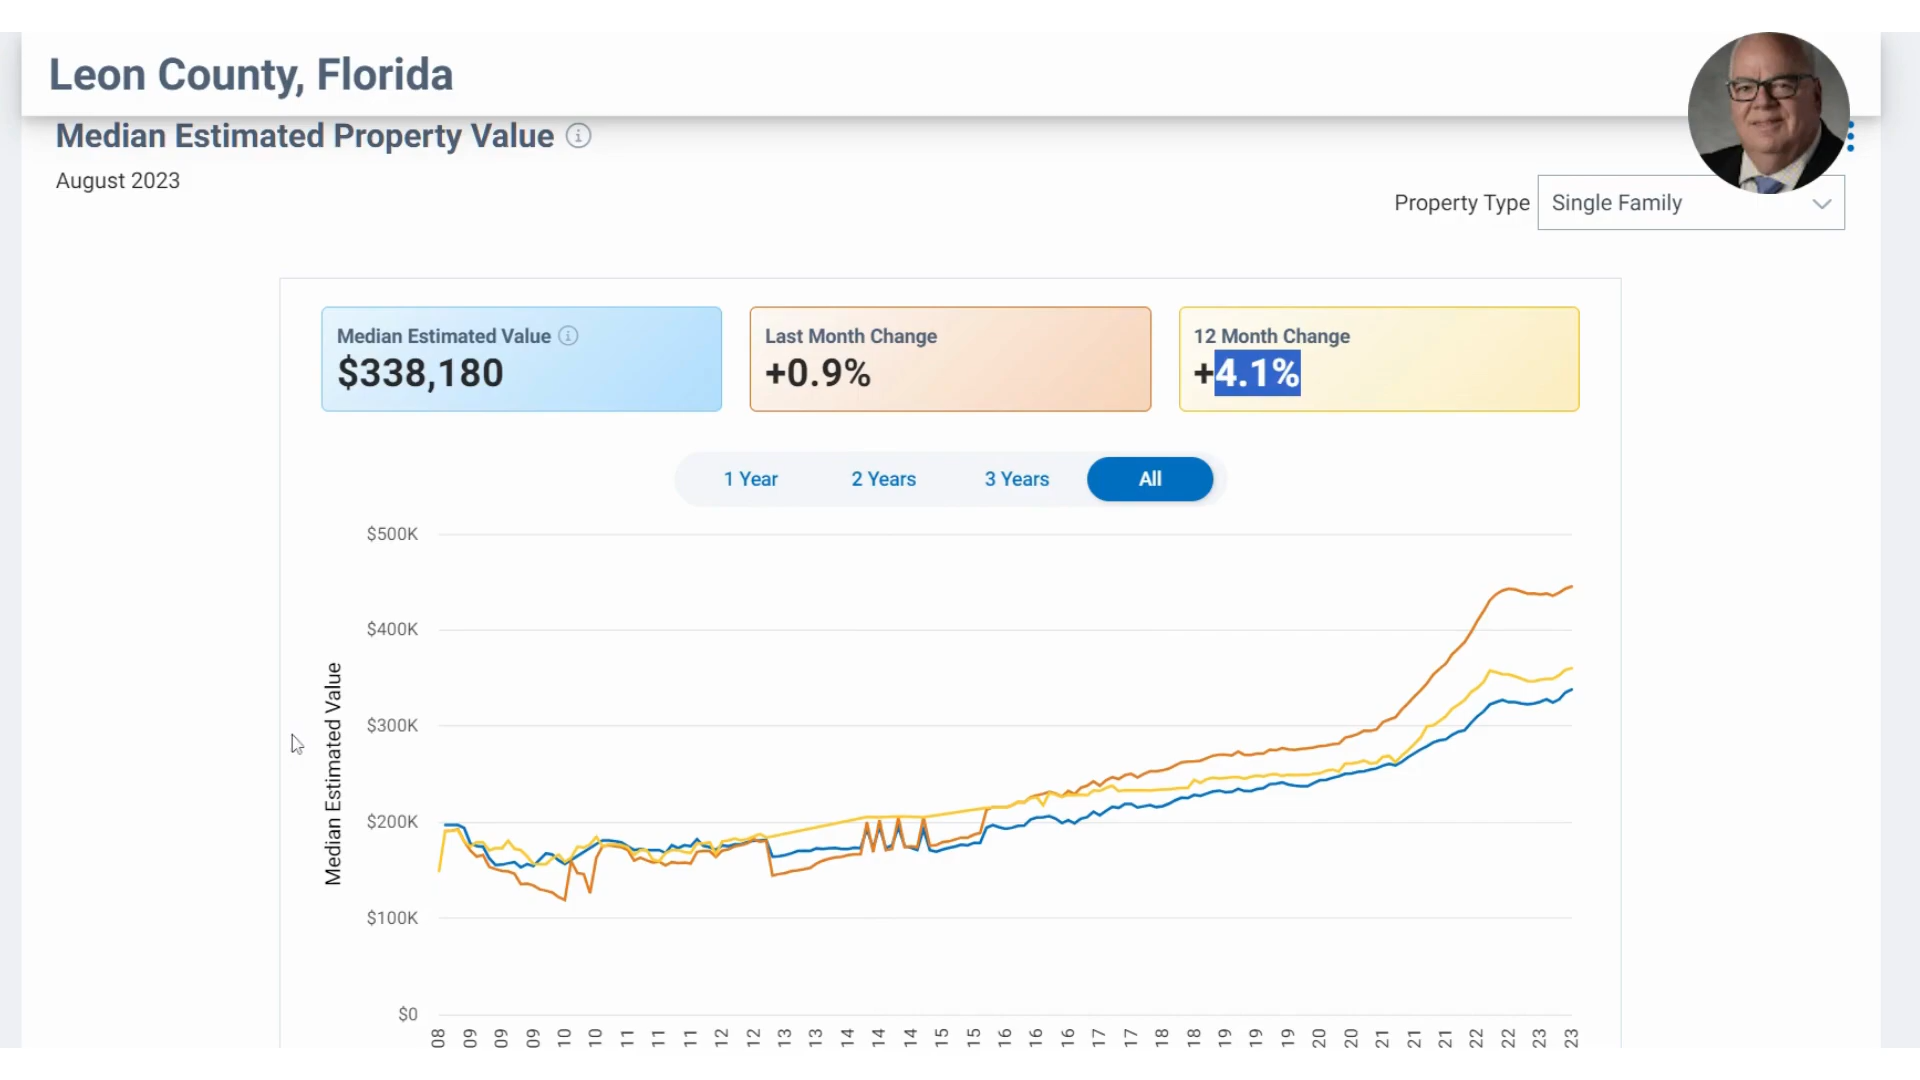 Leon County, Florida
Median Estimated Property Value
August 2023
Property Type Single Family
Median Estimated Value
$338,180
Last Month Change
+0.9%
12 Month Change
+4.1%
1 Year 2 Years 3 Years All
Median Estimated Value
$500K
$400K
$300K
$200K
$100K
$0
08 09 09 09 10 10 11 11 11 12 12 13 13 14 14 14 15 15 16 16 16 17 17 18 18 19 19 19 20 20 21 21 21 22 22 23 23